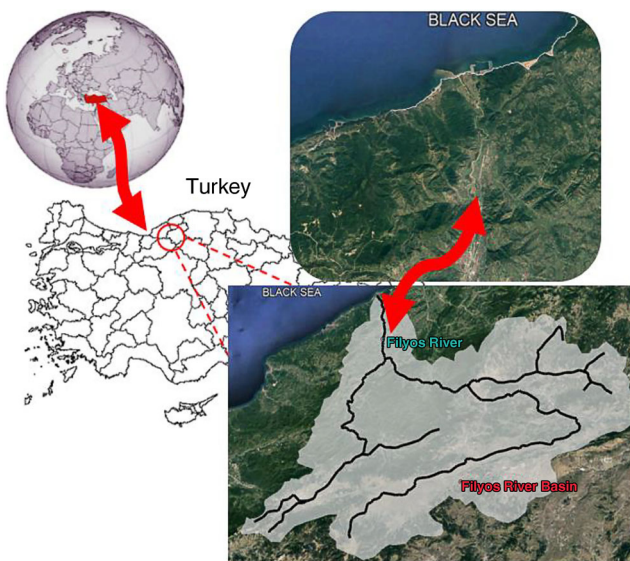 BLACK SEA
Turkey
BLACK SEA
Filyos River
Filyos River Basin